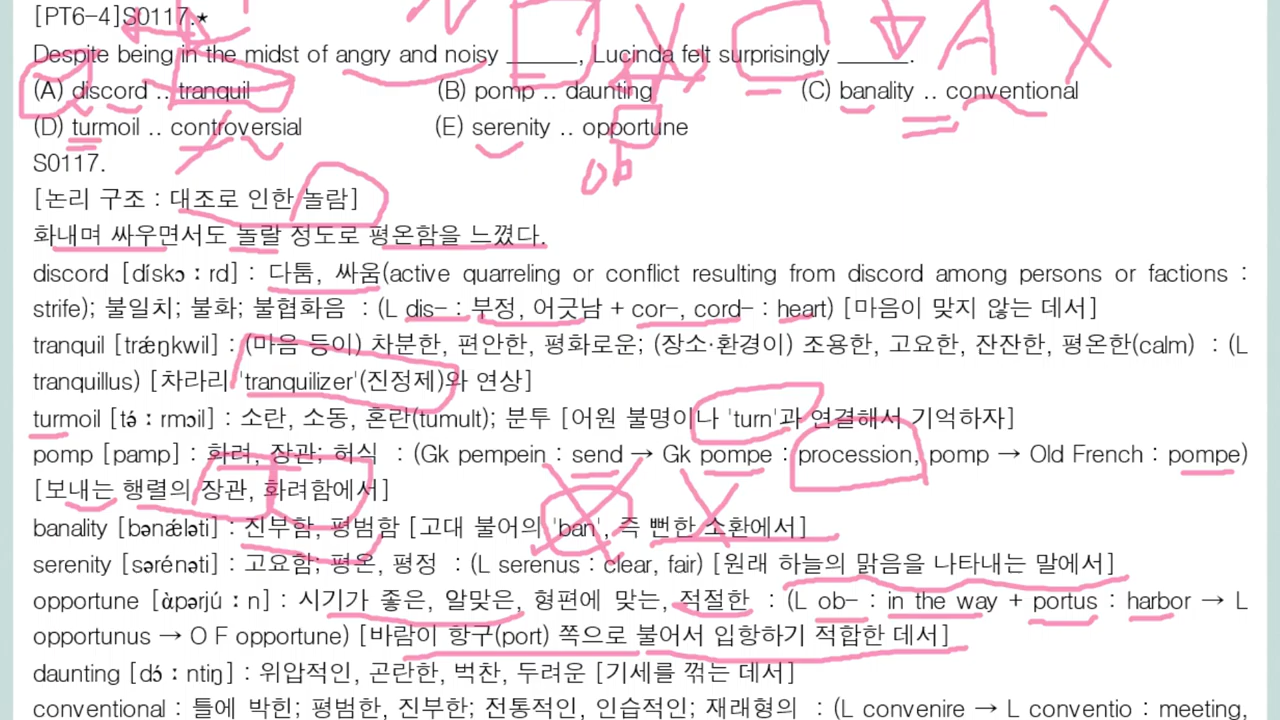 [PT6-4]S0117.★
Despite being in the midst of angry and noisy ______, Lucinda felt surprisingly ______.
(A) discord .. tranquil (B) pomp .. daunting (C) banality .. conventional
(D) turmoil .. controversial (E) serenity .. opportune
S0117.
[논리 구조 : 대조로 인한 놀람]
화내며 싸우면서도 놀랄 정도로 평온함을 느꼈다.
discord [dískɔːrd] : 다툼, 싸움(active quarreling or conflict resulting from discord among persons or factions :
strife); 불일치; 불화; 불협화음 : (L dis- : 부정, 어긋남 + cor-, cord- : heart) [마음이 맞지 않는 데서]
tranquil [trǽŋkwil] : (마음 등이) 차분한, 편안한, 평화로운; (장소·환경이) 조용한, 고요한, 잔잔한, 평온한(calm) : (L
tranquillus) [차라리 'tranquilizer'(진정제)와 연상]
turmoil [tə́ːrmɔil] : 소란, 소동, 혼란(tumult); 분투 [어원 불명이나 'turn'과 연결해서 기억하자]
pomp [pamp] : 화려, 장관; 허식 : (Gk pempein : send → Gk pompe : procession, pomp → Old French : pompe)
[보내는 행렬의 장관, 화려함에서]
banality [bənǽləti] : 진부함, 평범함 [고대 불어의 'ban', 즉 뻔한 소환에서]
serenity [sərénəti] : 고요함; 평온, 평정 : (L serenus : clear, fair) [원래 하늘의 맑음을 나타내는 말에서]
opportune [ὰpərjúːn] : 시기가 좋은, 알맞은, 형편에 맞는, 적절한 : (L ob- : in the way + portus : harbor → L
opportunus → O F opportune) [바람이 항구(port) 쪽으로 불어서 입항하기 적합한 데서]
daunting [dɔ́ːntiŋ] : 위압적인, 곤란한, 벅찬, 두려운 [기세를 꺾는 데서]
conventional : 틀에 박힌; 평범한, 진부한; 전통적인, 인습적인; 재래형의 : (L convenire → L conventio : meeting,
A X
ob